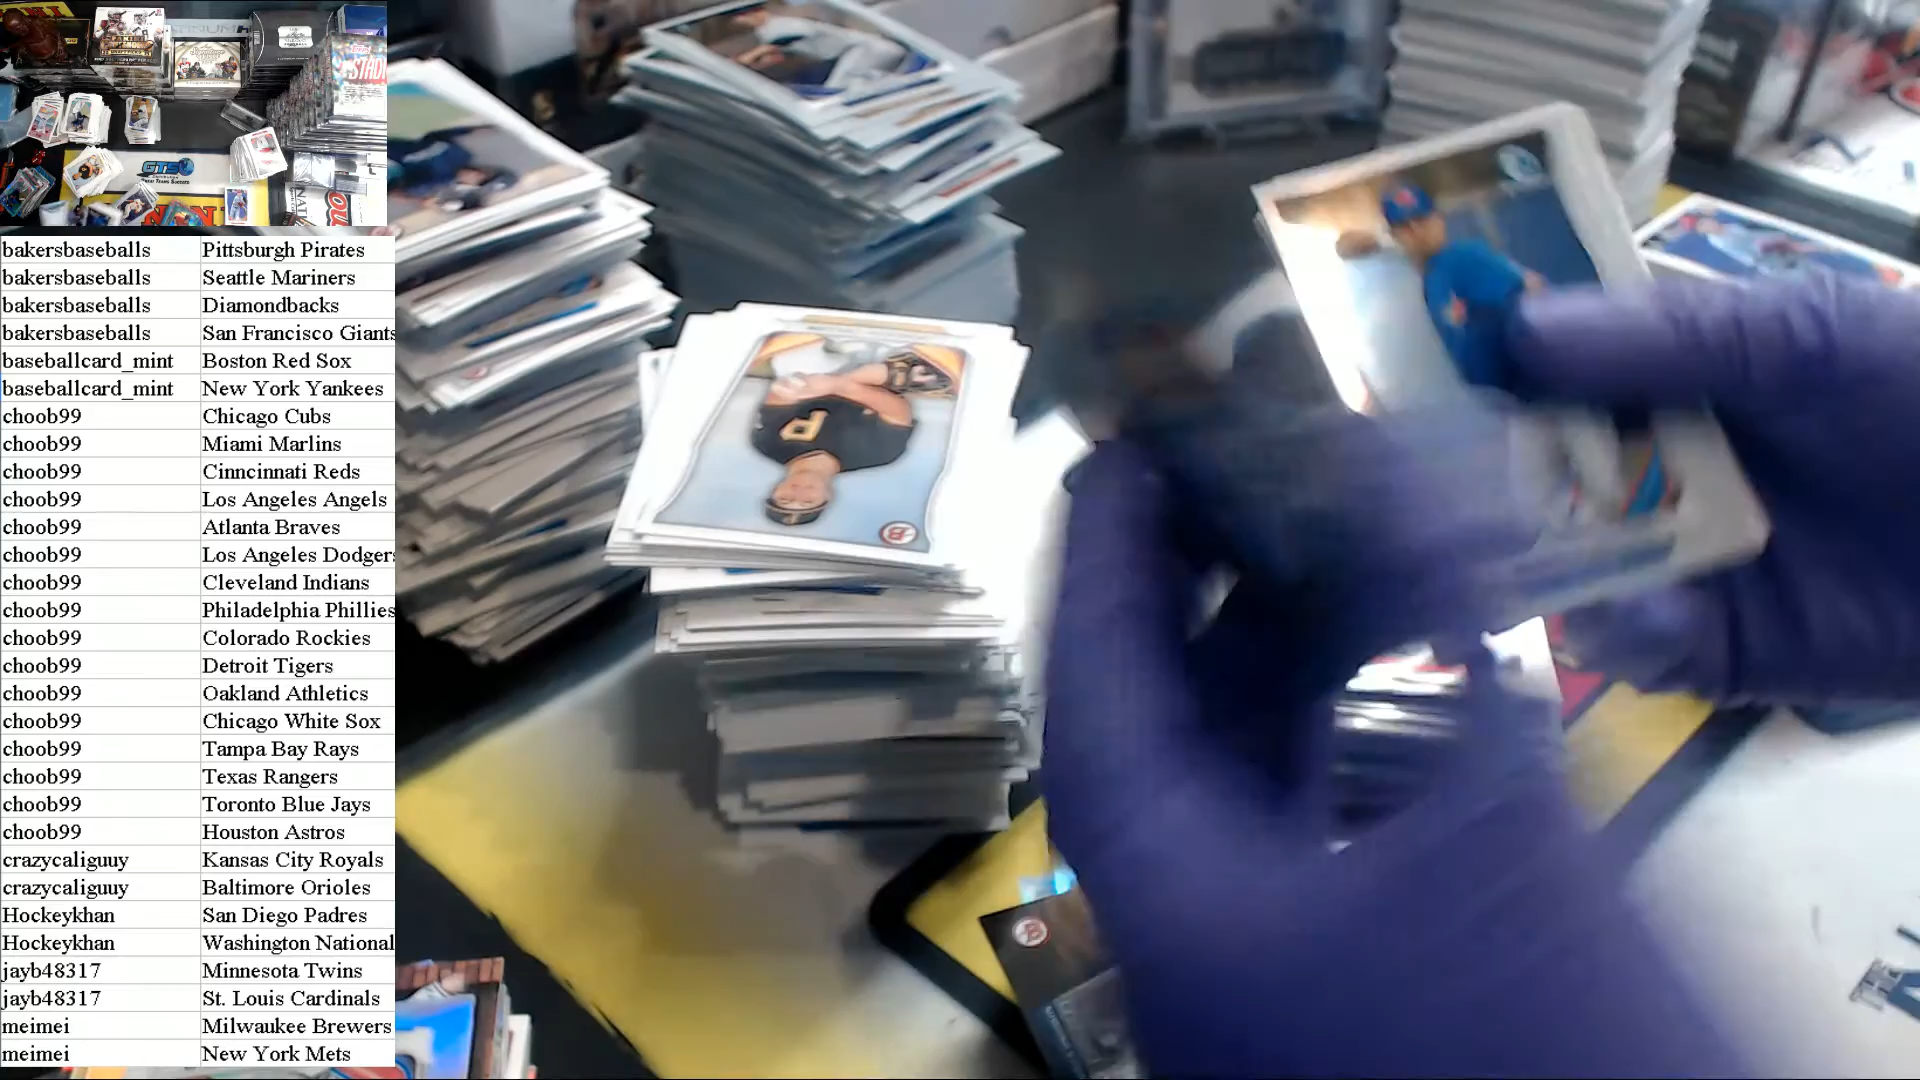 STADI
GTS
bakersbaseballs Pittsburgh Pirates
bakersbaseballs Seattle Mariners
bakersbaseballs Diamondbacks
bakersbaseballs San Francisco Giants
baseballcard_mint Boston Red Sox
baseballcard_mint New York Yankees
choob99 Chicago Cubs
choob99 Miami Marlins
choob99 Cinncinnati Reds
choob99 Los Angeles Angels
choob99 Atlanta Braves
choob99 Los Angeles Dodgers
choob99 Cleveland Indians
choob99 Philadelphia Phillies
choob99 Colorado Rockies
choob99 Detroit Tigers
choob99 Oakland Athletics
choob99 Chicago White Sox
choob99 Tampa Bay Rays
choob99 Texas Rangers
choob99 Toronto Blue Jays
choob99 Houston Astros
crazycaliguuy Kansas City Royals
crazycaliguuy Baltimore Orioles
Hockeykhan San Diego Padres
Hockeykhan Washington National
jayb48317 Minnesota Twins
jayb48317 St. Louis Cardinals
meimei Milwaukee Brewers
meimei New York Mets
P
B
B